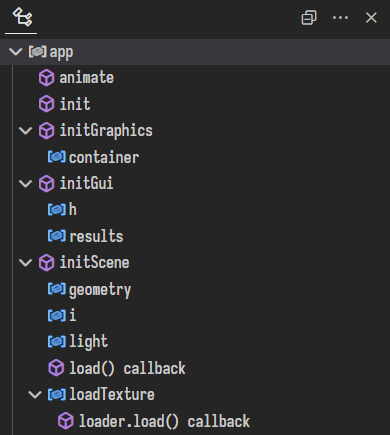 app
animate
init
initGraphics
container
initGui
h
results
initScene
geometry
i
light
load() callback
loadTexture
loader.load() callback